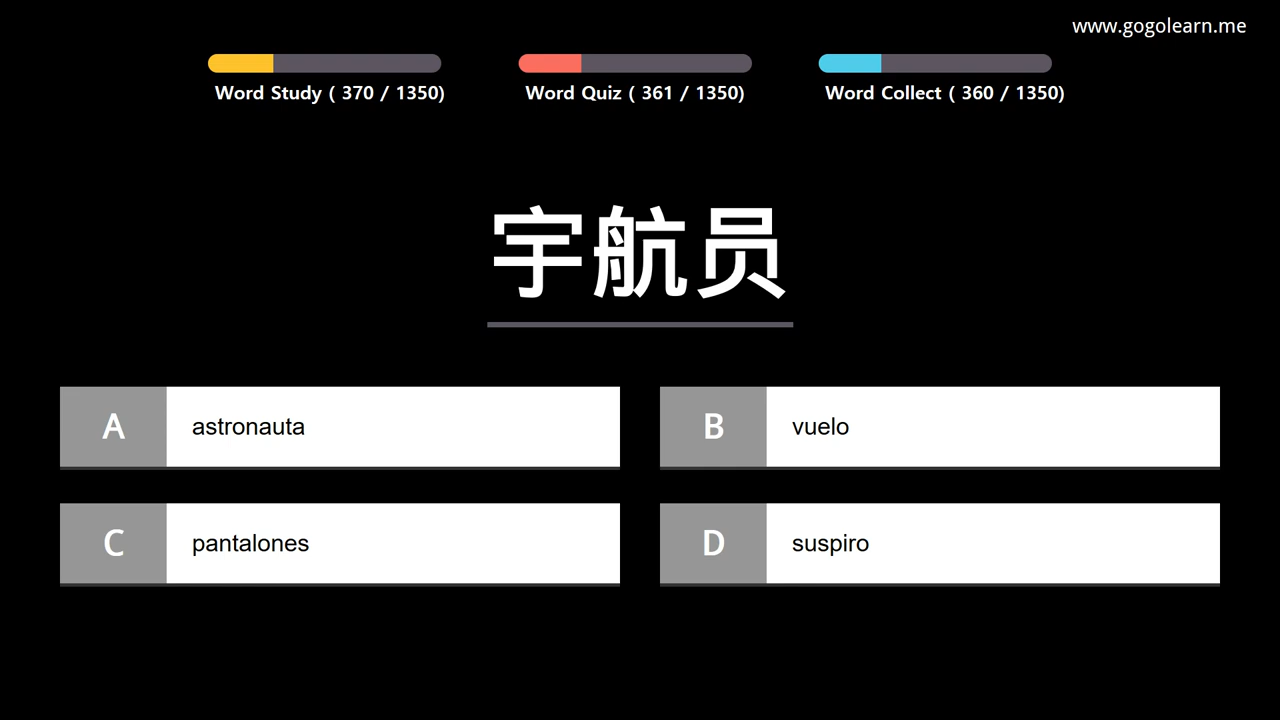 www.gogolearn.me
Word Study ( 370 / 1350)
Word Quiz ( 361 / 1350)
Word Collect ( 360 / 1350)
宇航员
A astronauta
B vuelo
C pantalones
D suspiro